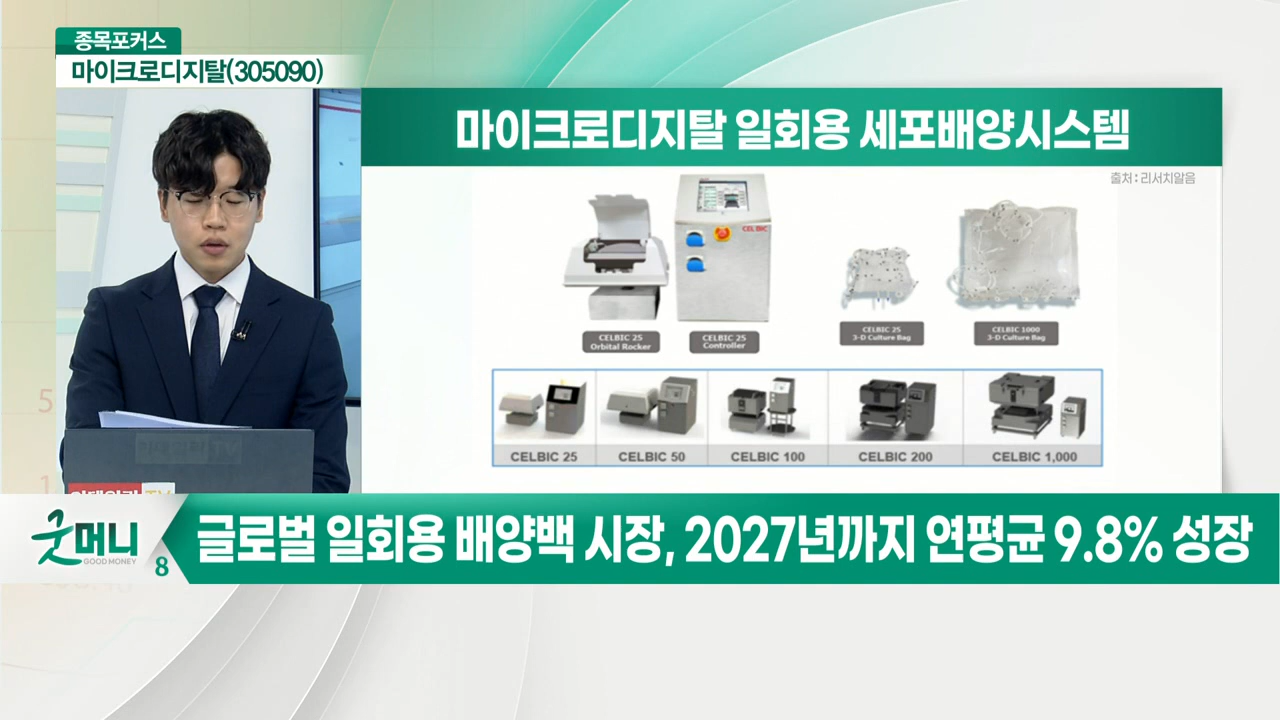 종목포커스
마이크로디지탈(305090)
마이크로디지탈 일회용 세포배양시스템
출처 : 리서치알음
CELBIC
CELBIC 25
Orbital Rocker
CELBIC 25
Controller
CELBIC 25
3-D Culture Bag
CELBIC 1000
3-D Culture Bag
CELBIC 25
CELBIC 50
CELBIC 100
CELBIC 200
CELBIC 1,000
굿머니
GOOD MONEY
8
글로벌 일회용 배양백 시장, 2027년까지 연평균 9.8% 성장